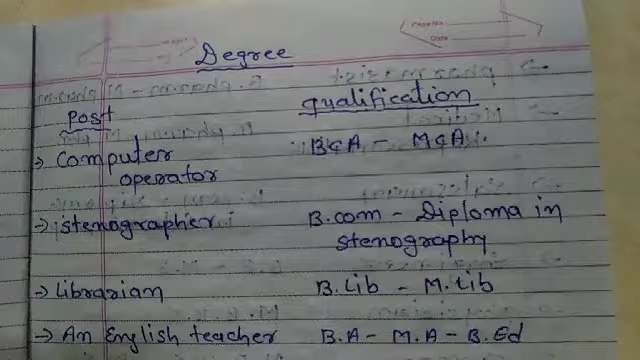 Degree
Post qualification
→ Computer operator BCA - MCA.
→ stenographer B.com - Diploma in stenography
→ Librarian B.Lib - M.Lib
→ An English teacher B.A - M.A - B.Ed